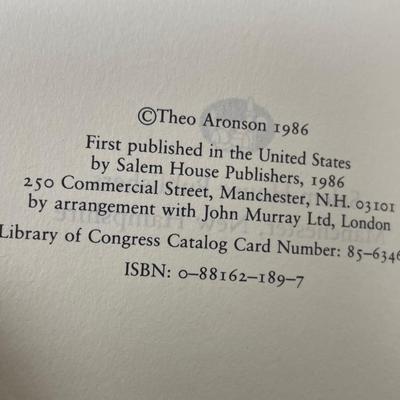 ©Theo Aronson 1986
First published in the United States
by Salem House Publishers, 1986
250 Commercial Street, Manchester, N.H. 03101
by arrangement with John Murray Ltd, London
Library of Congress Catalog Card Number: 85-6346
ISBN: 0-88162-189-7